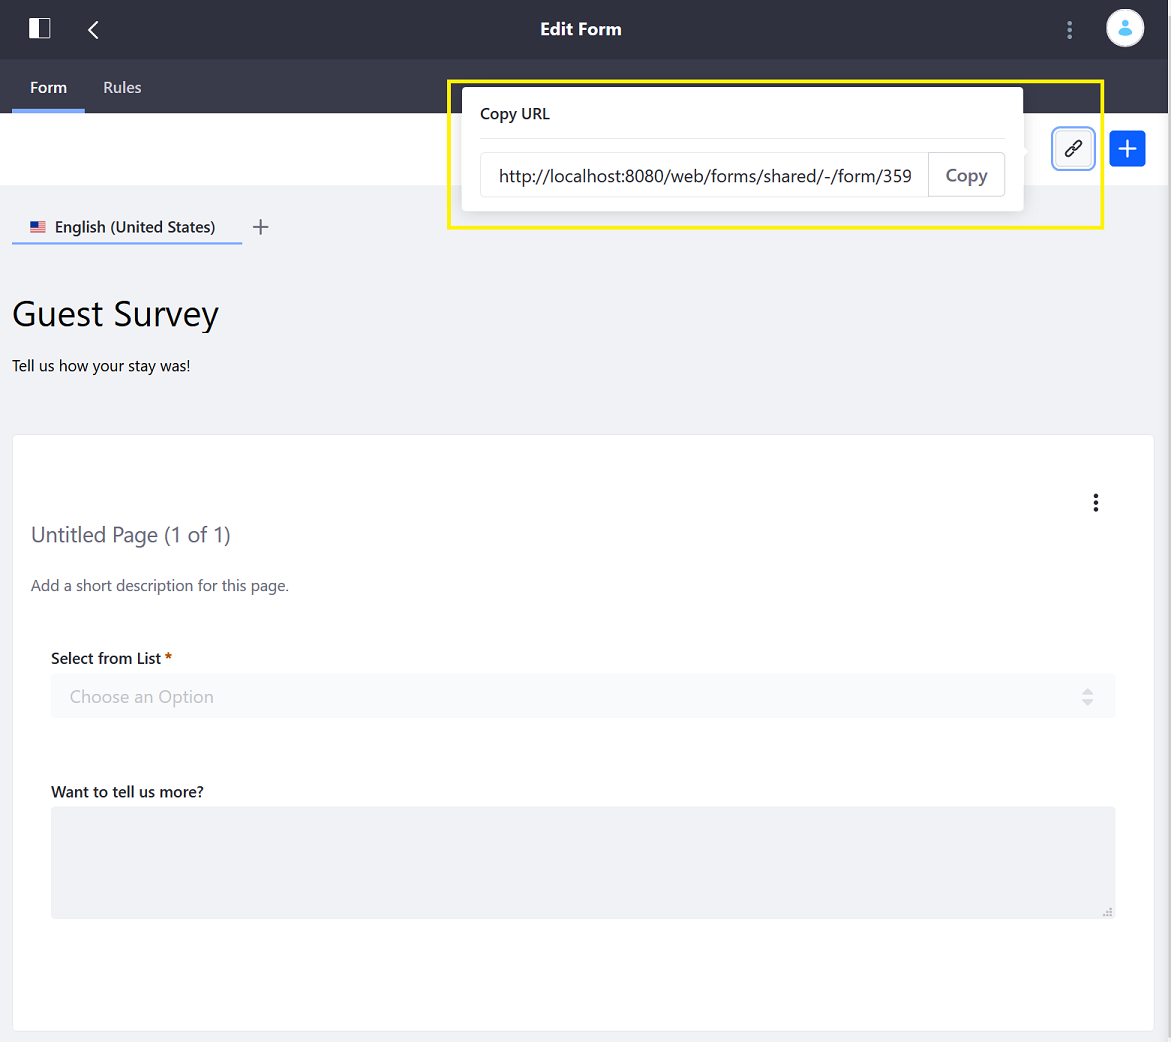 Edit Form
Form Rules
Copy URL
http://localhost:8080/web/forms/shared/-/form/359 Copy
English (United States)
Guest Survey
Tell us how your stay was!
Untitled Page (1 of 1)
Add a short description for this page.
Select from List *
Choose an Option
Want to tell us more?